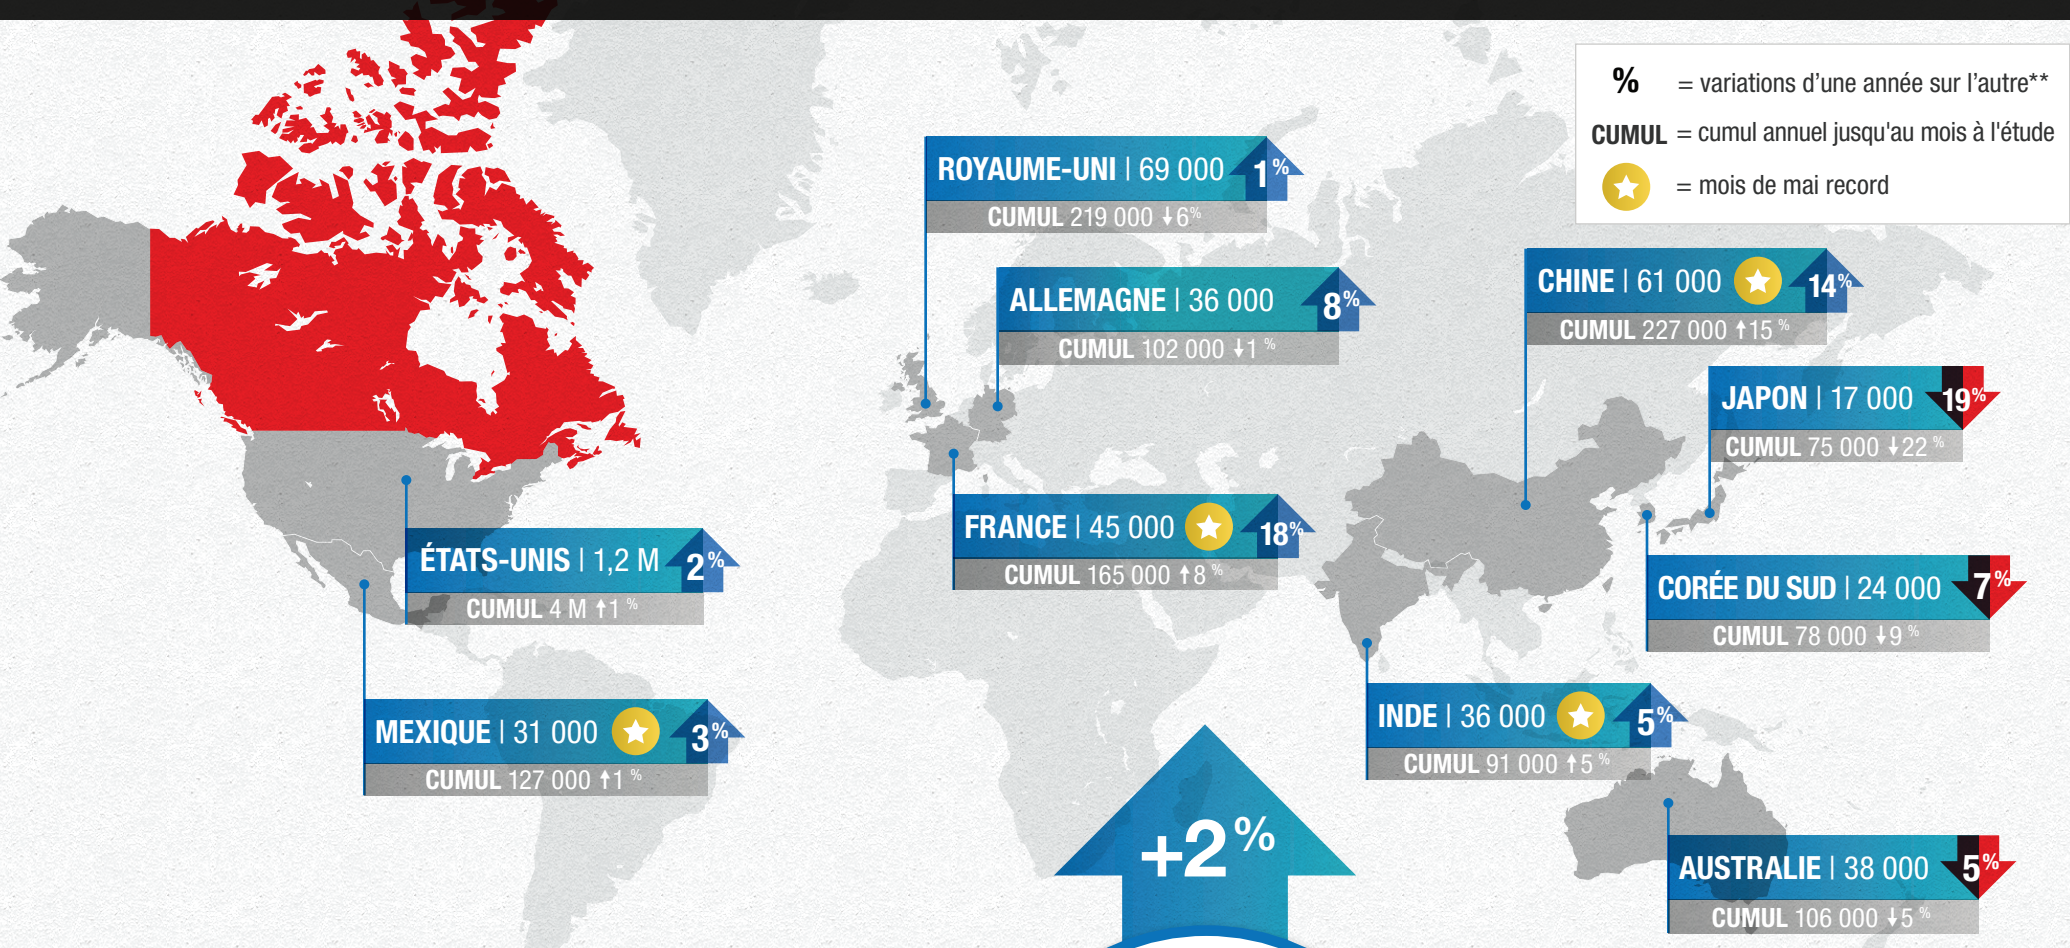 % = variations d'une année sur l'autre**
CUMUL = cumul annuel jusqu'au mois à l'étude
= mois de mai record
ROYAUME-UNI | 69 000 1%
CUMUL 219 000 ↓6%
ALLEMAGNE | 36 000 8%
CUMUL 102 000 ↓1 %
CHINE | 61 000 14%
CUMUL 227 000 ↑15 %
JAPON | 17 000 19%
CUMUL 75 000 ↓22 %
FRANCE | 45 000 18%
CUMUL 165 000 ↑8 %
ÉTATS-UNIS | 1,2 M 2%
CUMUL 4 M ↑1 %
CORÉE DU SUD | 24 000 7%
CUMUL 78 000 ↓9 %
MEXIQUE | 31 000 3%
CUMUL 127 000 ↑1 %
INDE | 36 000 5%
CUMUL 91 000 ↑5 %
+2%
AUSTRALIE | 38 000 5%
CUMUL 106 000 ↓5 %